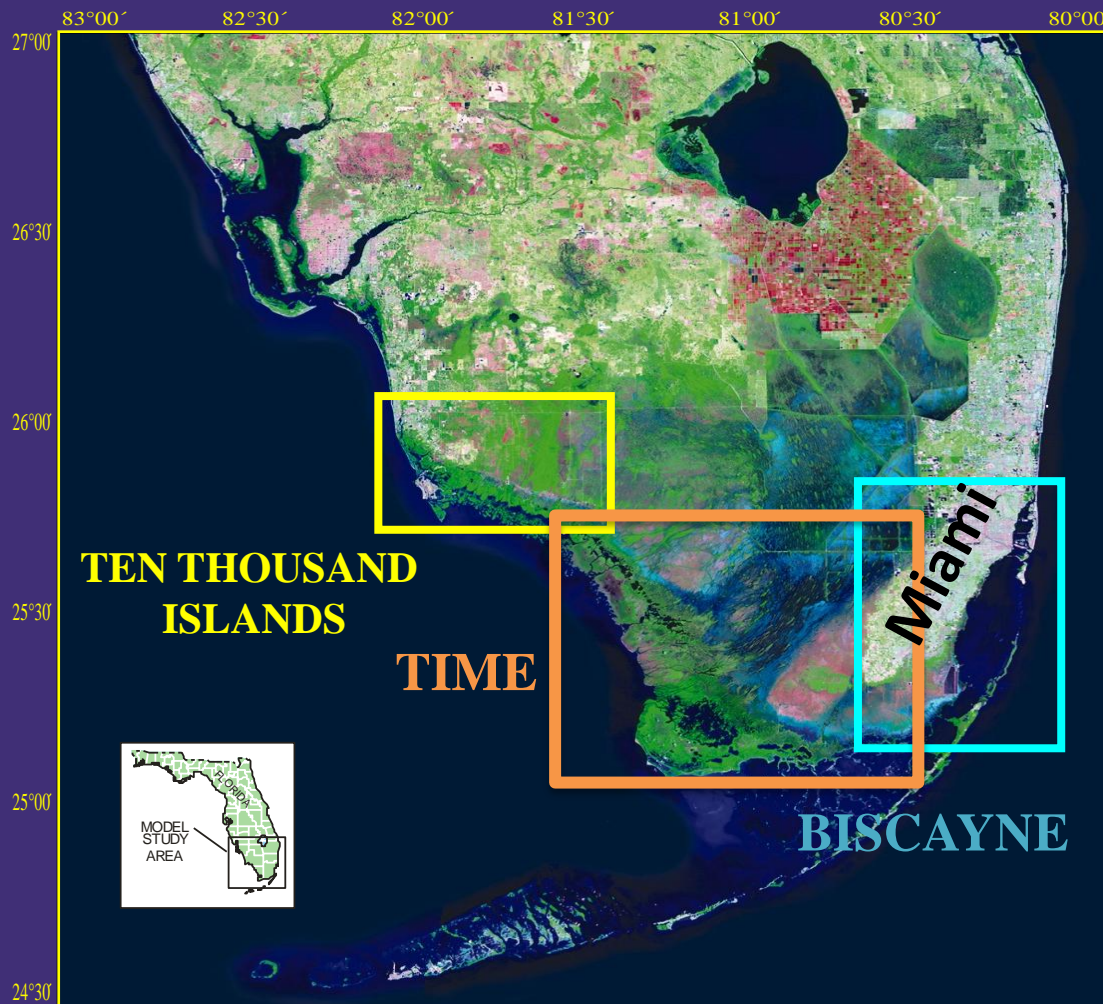 83°00´ 82°30´ 82°00´ 81°30´ 81°00´ 80°30´ 80°00´
27°00´
26°30´
26°00´
25°30´
25°00´
24°30´
Miami
TEN THOUSAND
ISLANDS
TIME
BISCAYNE
FLORIDA
MODEL
STUDY
AREA